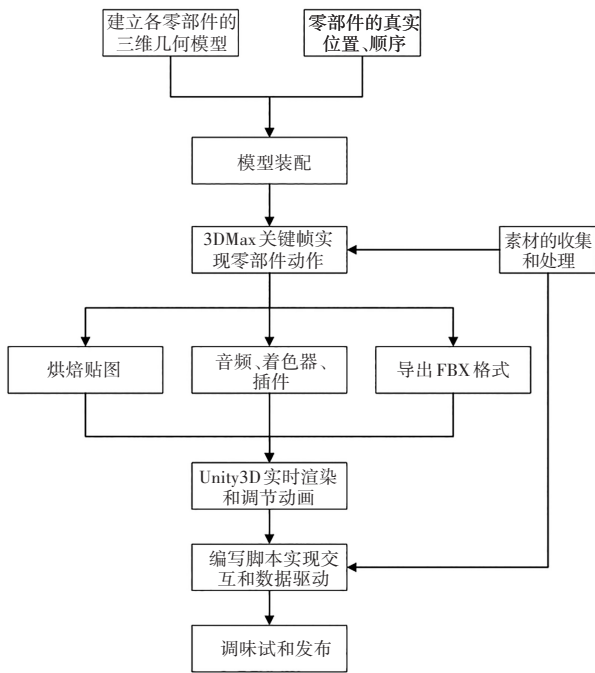 建立各零部件的
三维几何模型
零部件的真实
位置、顺序
模型装配
3DMax关键帧实
现零部件动作
素材的收集
和处理
烘焙贴图
音频、着色器、
插件
导出FBX格式
Unity3D实时渲染
和调节动画
编写脚本实现交
互和数据驱动
调味试和发布